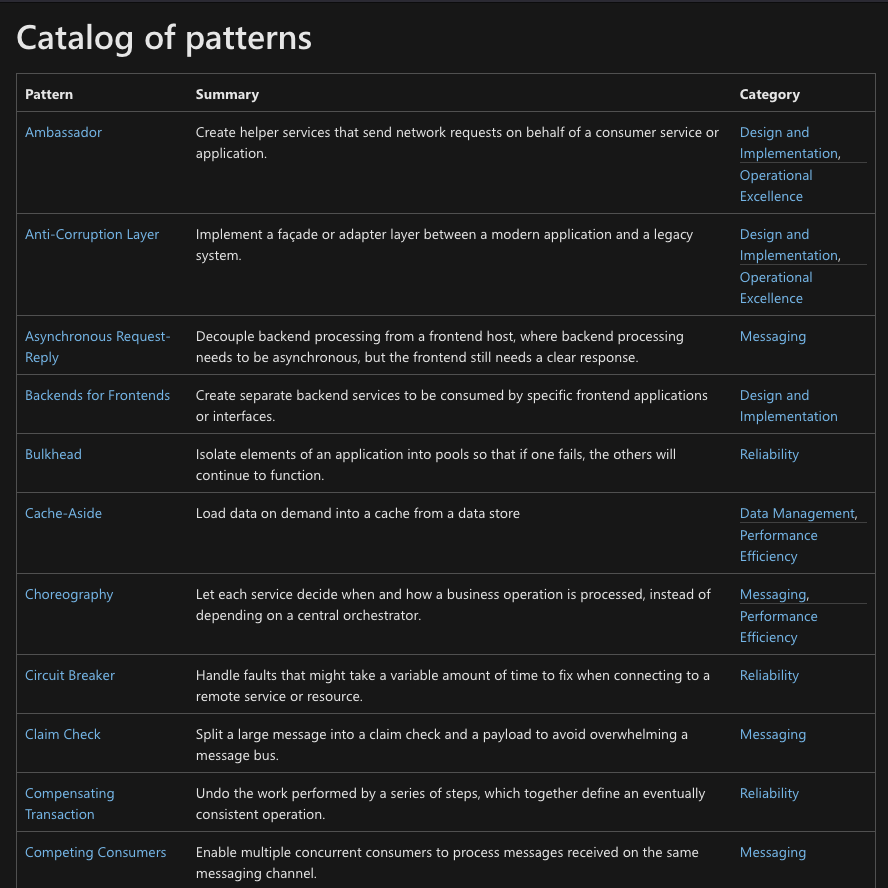 Catalog of patterns
Pattern Summary Category
Ambassador Create helper services that send network requests on behalf of a consumer service or Design and
application. Implementation,
Operational
Excellence
Anti-Corruption Layer Implement a façade or adapter layer between a modern application and a legacy Design and
system. Implementation,
Operational
Excellence
Asynchronous Request- Decouple backend processing from a frontend host, where backend processing Messaging
Reply needs to be asynchronous, but the frontend still needs a clear response.
Backends for Frontends Create separate backend services to be consumed by specific frontend applications Design and
or interfaces. Implementation
Bulkhead Isolate elements of an application into pools so that if one fails, the others will Reliability
continue to function.
Cache-Aside Load data on demand into a cache from a data store Data Management,
Performance
Efficiency
Choreography Let each service decide when and how a business operation is processed, instead of Messaging,
depending on a central orchestrator. Performance
Efficiency
Circuit Breaker Handle faults that might take a variable amount of time to fix when connecting to a Reliability
remote service or resource.
Claim Check Split a large message into a claim check and a payload to avoid overwhelming a Messaging
message bus.
Compensating Undo the work performed by a series of steps, which together define an eventually Reliability
Transaction consistent operation.
Competing Consumers Enable multiple concurrent consumers to process messages received on the same Messaging
messaging channel.